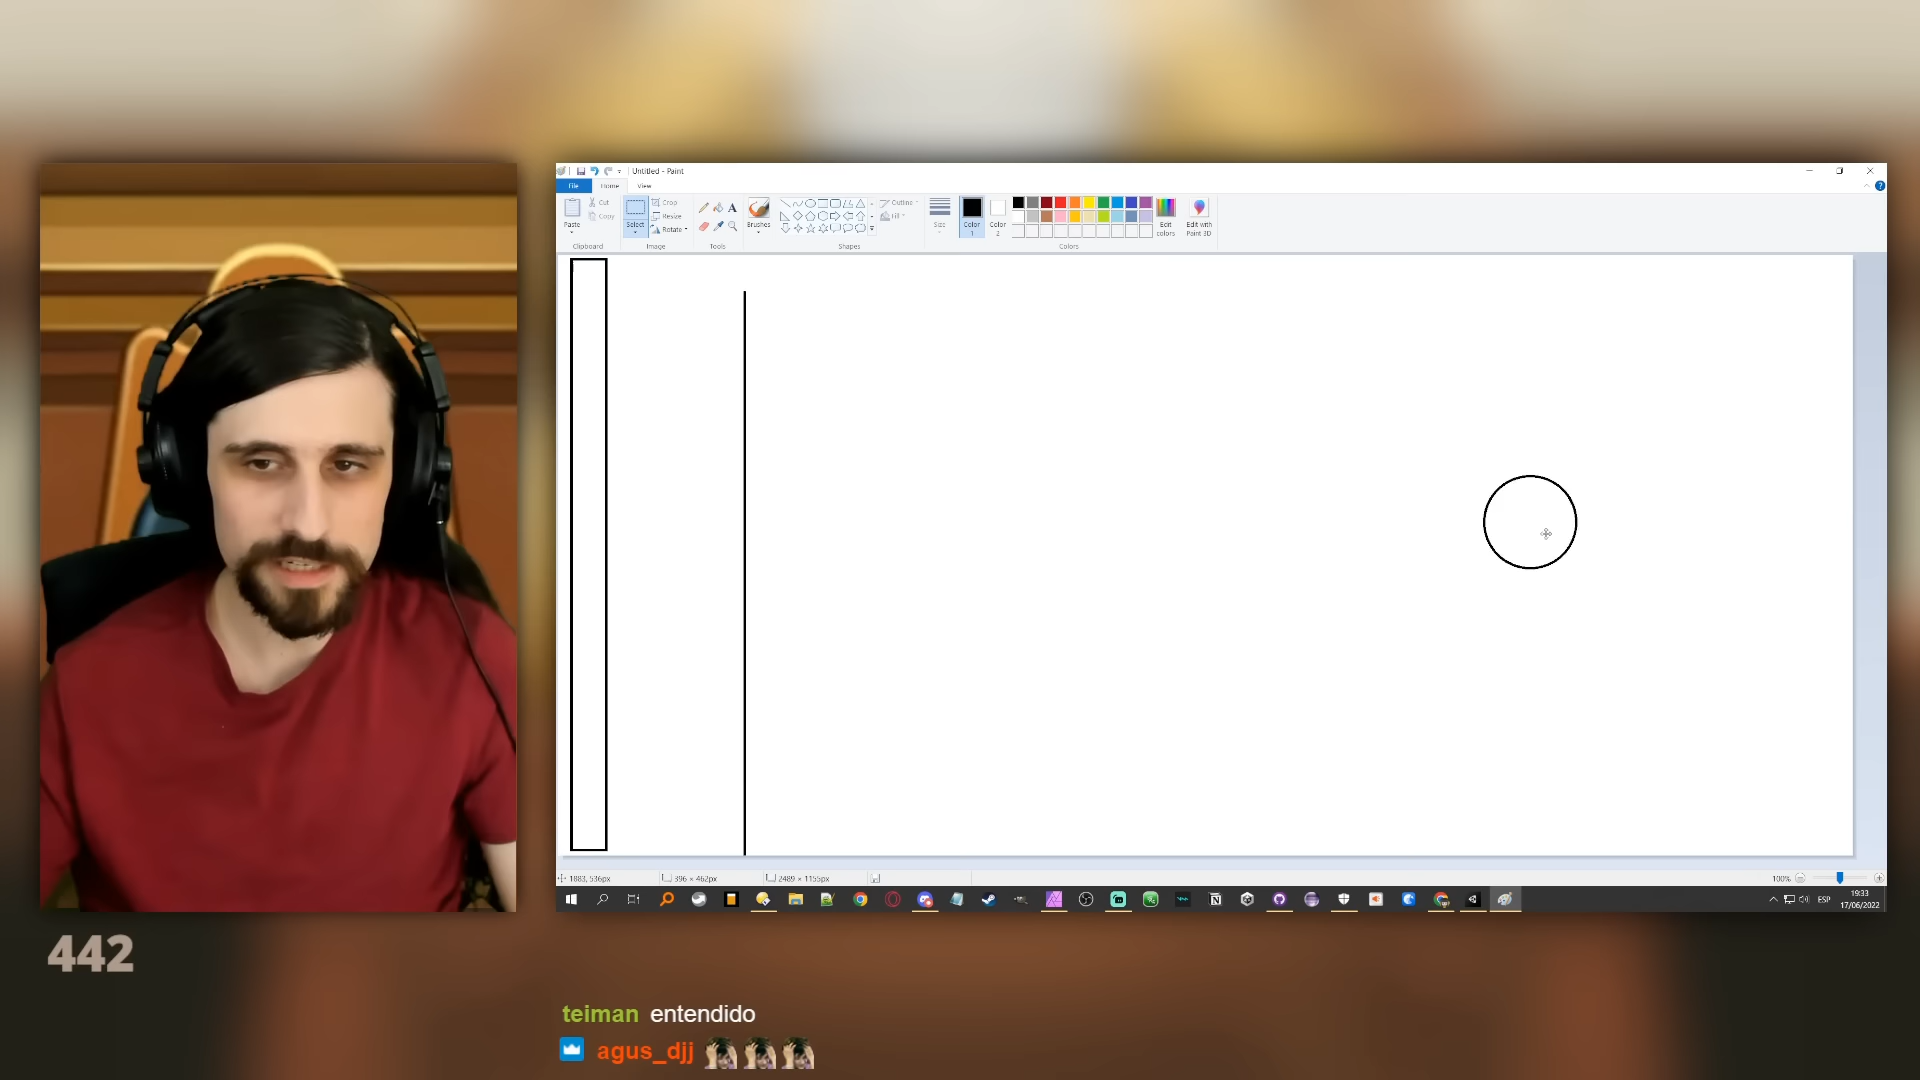 Untitled - Paint
File Home View
Paste
Cut
Copy
Clipboard
Select
Crop
Resize
Rotate
Image
A
Tools
Brushes
Outline
Fill
Shapes
Size
Color 1
Color 2
Edit colors
Edit with Paint 3D
Colors
1883, 536px
396 × 462px
2489 × 1155px
100%
ESP
19:33
17/06/2022
442
teiman entendido
agus_djj